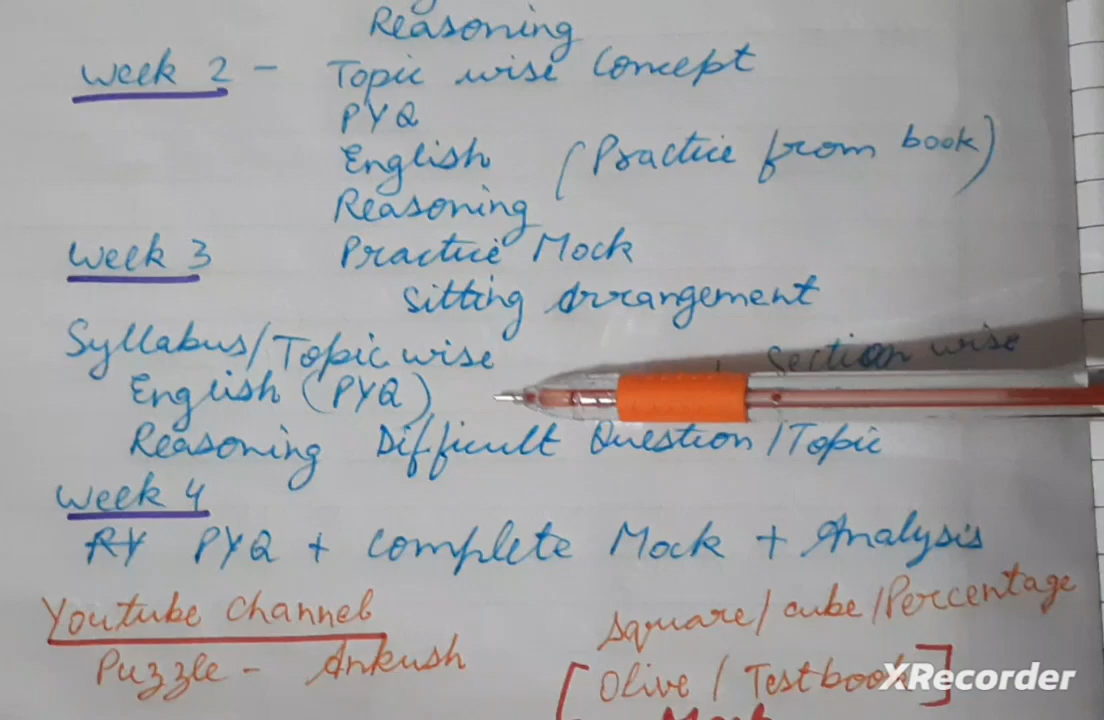 Reasoning
Week 2 - Topic wise Concept
PYQ
English (Practice from book)
Reasoning
Week 3 Practice Mock
Sitting Arrangement
Syllabus/Topic wise Section wise
English (PYQ)
Reasoning Difficult Question/Topic
Week 4
PYQ + Complete Mock + Analysis
Youtube Channel
Square/cube/Percentage
Puzzle - Ankush
[Olive / Testbook]
XRecorder